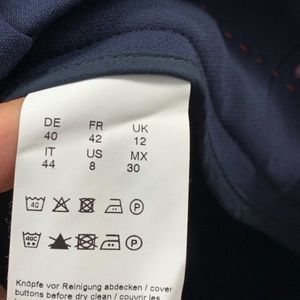 DE FR UK
40 42 12
IT US MX
44 8 30
40 P
40C P
Knöpfe vor Reinigung abdecken / cover
buttons before dry clean / couvrir